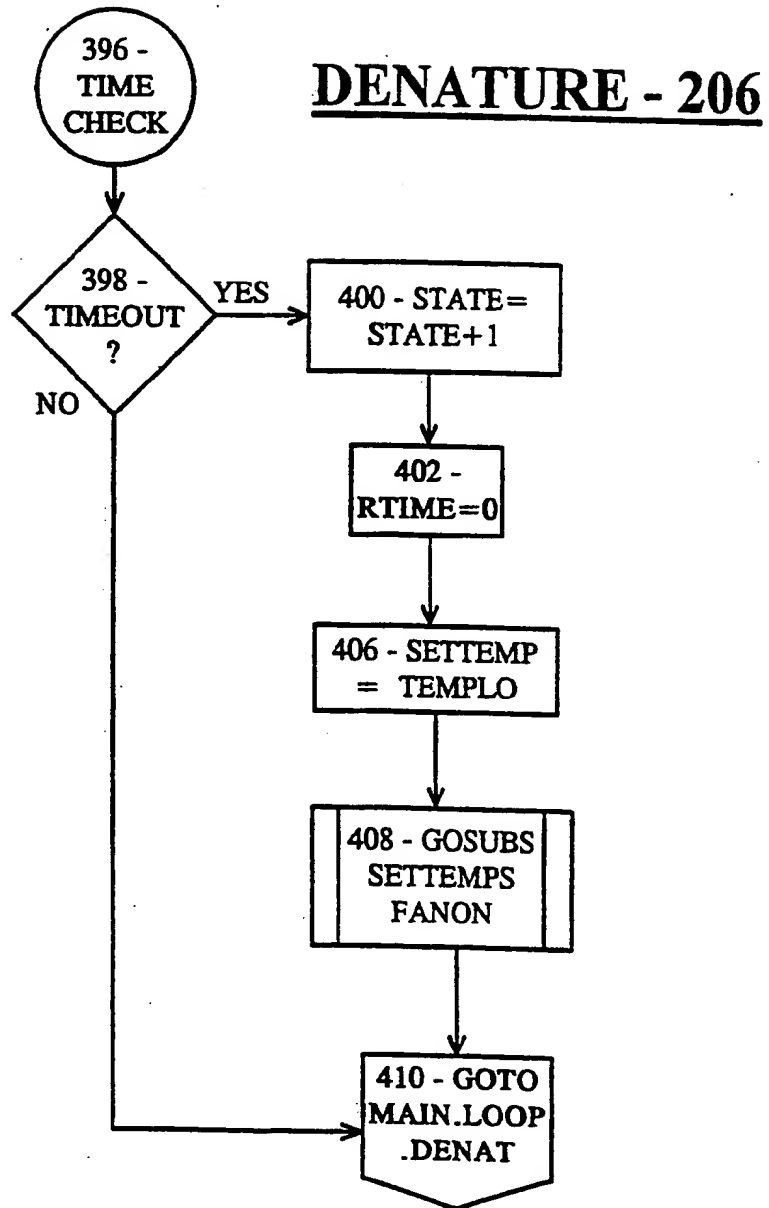 396 -
TIME
CHECK
DENATURE - 206
398 -
TIMEOUT
?
YES
NO
400 - STATE=
STATE+1
402 -
RTIME=0
406 - SETTEMP
= TEMPLO
408 - GOSUBS
SETTEMPS
FANON
410 - GOTO
MAIN.LOOP
.DENAT